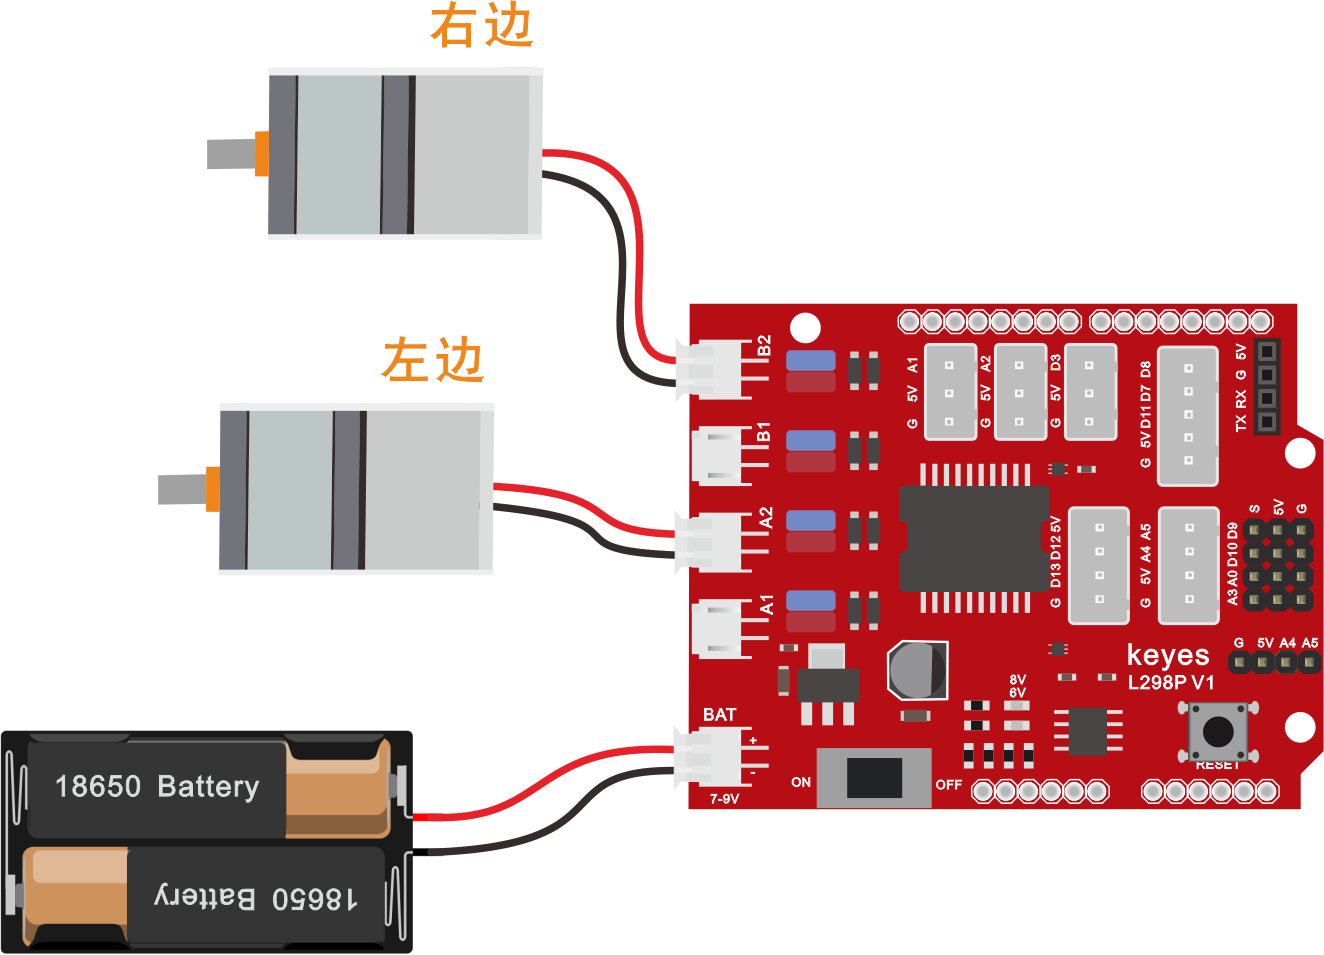 右边
左边
B2
B1
A2
A1
BAT
+
-
7-9V
ON
OFF
G 5V A1
G 5V A2
G 5V D3
G 5V D11 D7 D8
TX RX G 5V
G D13 D12 5V
G 5V A4 A5
S 5V G
A3 A0 D10 D9
G 5V A4 A5
keyes
L298P V1
8V
6V
RESET
18650 Battery
18650 Battery